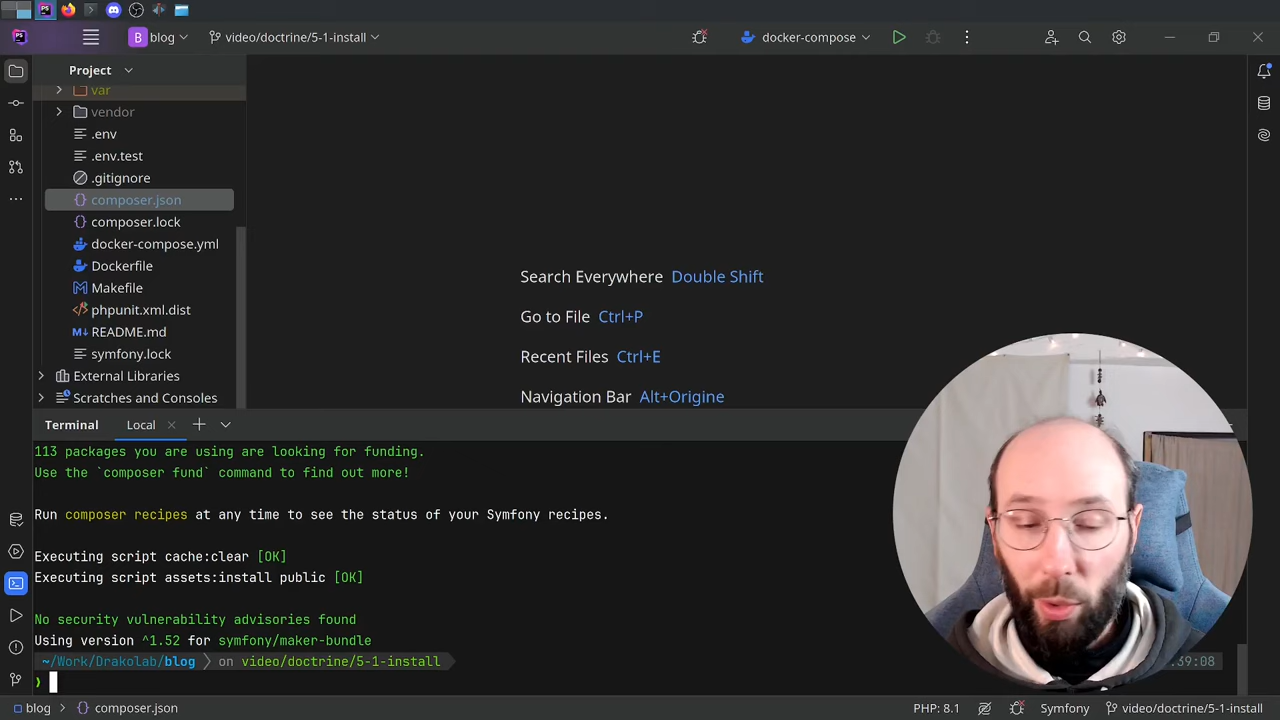 PS
B blog
video/doctrine/5-1-install
docker-compose
Project
var
vendor
.env
.env.test
.gitignore
composer.json
composer.lock
docker-compose.yml
Dockerfile
Makefile
phpunit.xml.dist
README.md
symfony.lock
External Libraries
Scratches and Consoles
Search Everywhere Double Shift
Go to File Ctrl+P
Recent Files Ctrl+E
Navigation Bar Alt+Origine
Terminal Local
113 packages you are using are looking for funding.
Use the `composer fund` command to find out more!
Run composer recipes at any time to see the status of your Symfony recipes.
Executing script cache:clear [OK]
Executing script assets:install public [OK]
No security vulnerability advisories found
Using version ^1.52 for symfony/maker-bundle
~/Work/Drakolab/blog on video/doctrine/5-1-install
:39:08
blog composer.json PHP: 8.1 Symfony video/doctrine/5-1-install